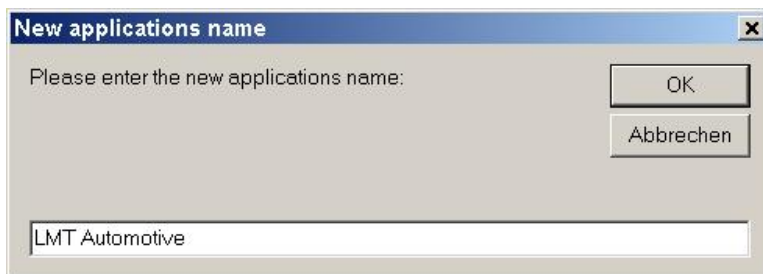 New applications name
Please enter the new applications name:
OK
Abbrechen
LMT Automotive